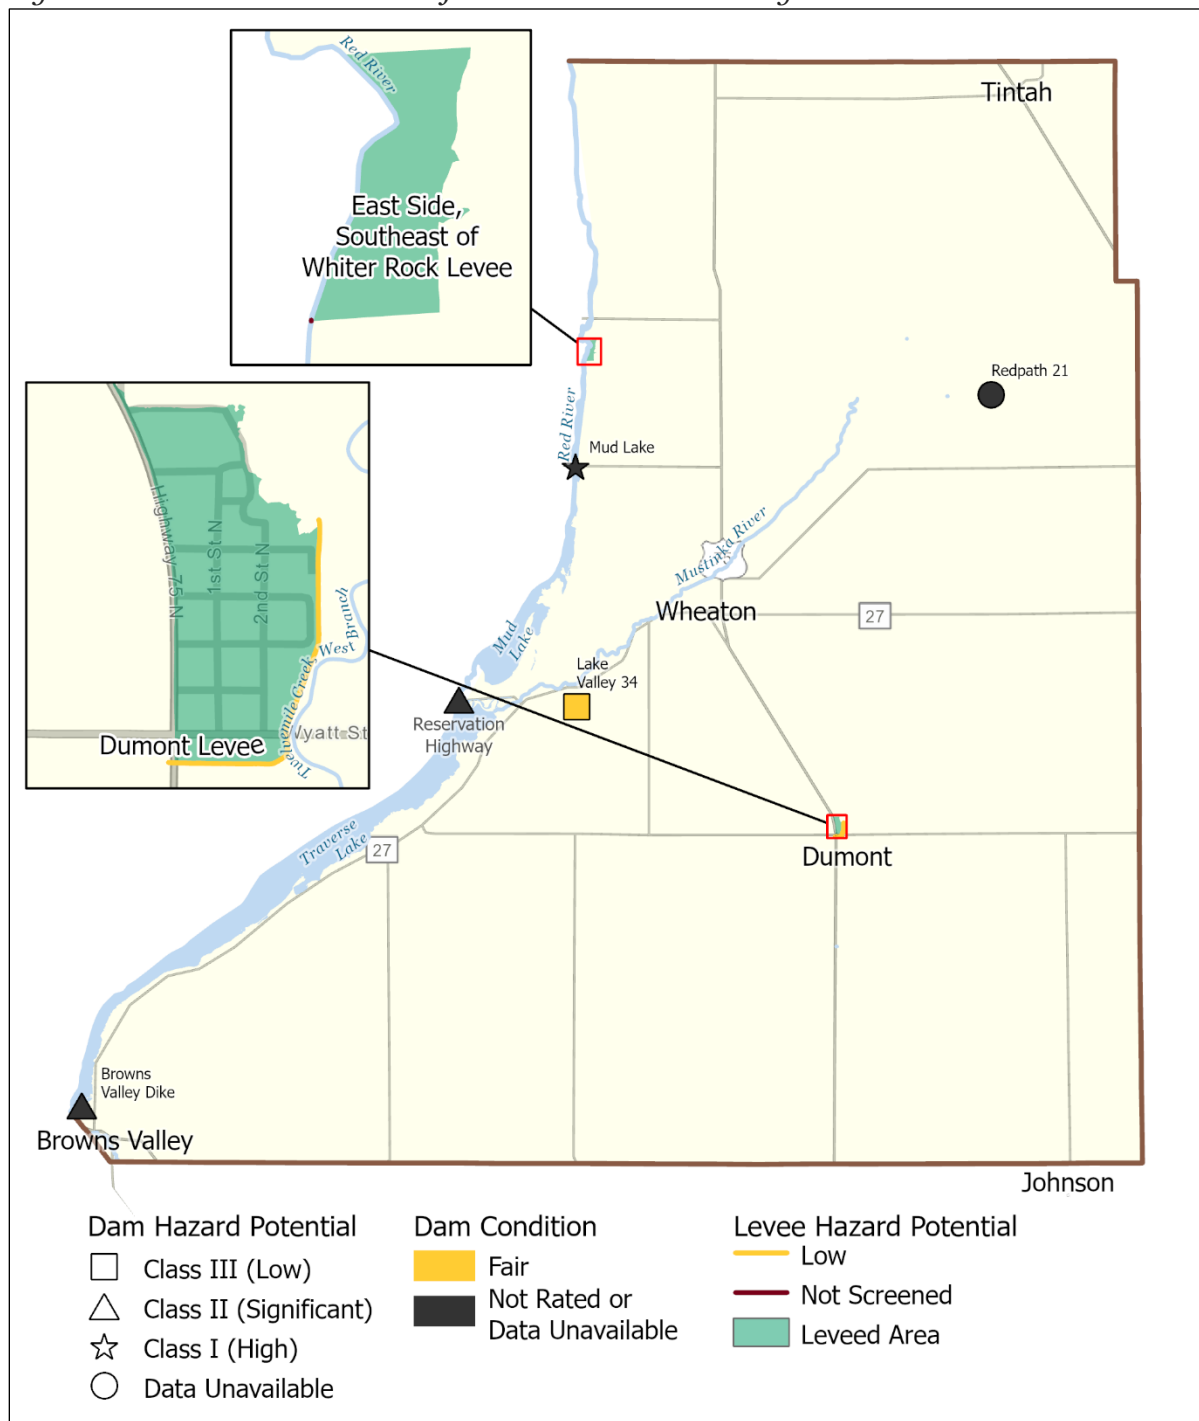 Red River
East Side,
Southeast of
Whiter Rock Levee
Tintah
Redpath 21
Red River
Mud Lake
Highway 75 N
1st St N
2nd St N
Twelvemile Creek, West Branch
Wyatt St
Dumont Levee
Mustinka River
Wheaton
27
Mud
Lake
Lake
Valley 34
Reservation
Highway
Traverse
Lake
27
Dumont
Browns
Valley Dike
Browns Valley
Johnson
Dam Hazard Potential
Class III (Low)
Class II (Significant)
Class I (High)
Data Unavailable
Dam Condition
Fair
Not Rated or
Data Unavailable
Levee Hazard Potential
Low
Not Screened
Leveed Area